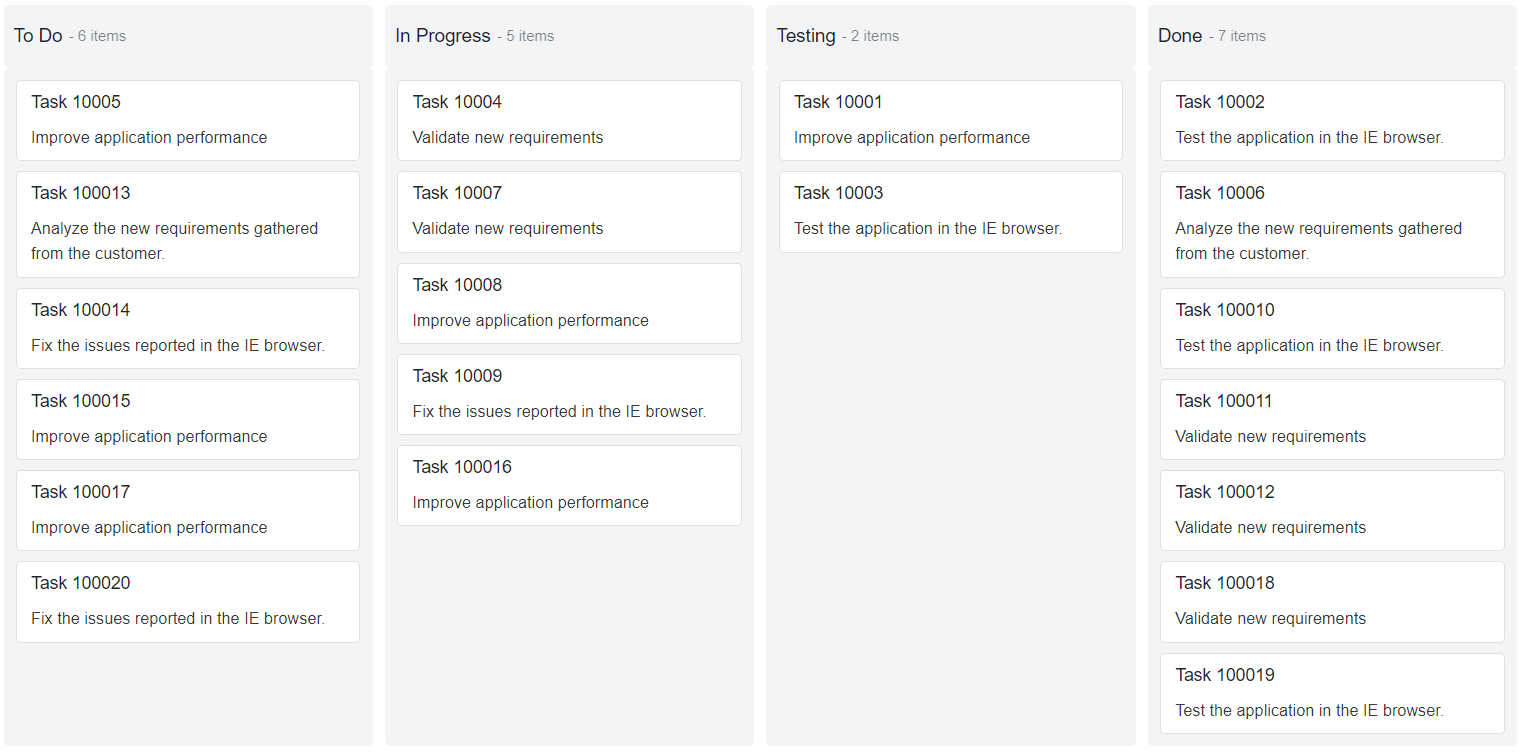 To Do - 6 items
Task 10005
Improve application performance
Task 100013
Analyze the new requirements gathered
from the customer.
Task 100014
Fix the issues reported in the IE browser.
Task 100015
Improve application performance
Task 100017
Improve application performance
Task 100020
Fix the issues reported in the IE browser.
In Progress - 5 items
Task 10004
Validate new requirements
Task 10007
Validate new requirements
Task 10008
Improve application performance
Task 10009
Fix the issues reported in the IE browser.
Task 100016
Improve application performance
Testing - 2 items
Task 10001
Improve application performance
Task 10003
Test the application in the IE browser.
Done - 7 items
Task 10002
Test the application in the IE browser.
Task 10006
Analyze the new requirements gathered
from the customer.
Task 100010
Test the application in the IE browser.
Task 100011
Validate new requirements
Task 100012
Validate new requirements
Task 100018
Validate new requirements
Task 100019
Test the application in the IE browser.